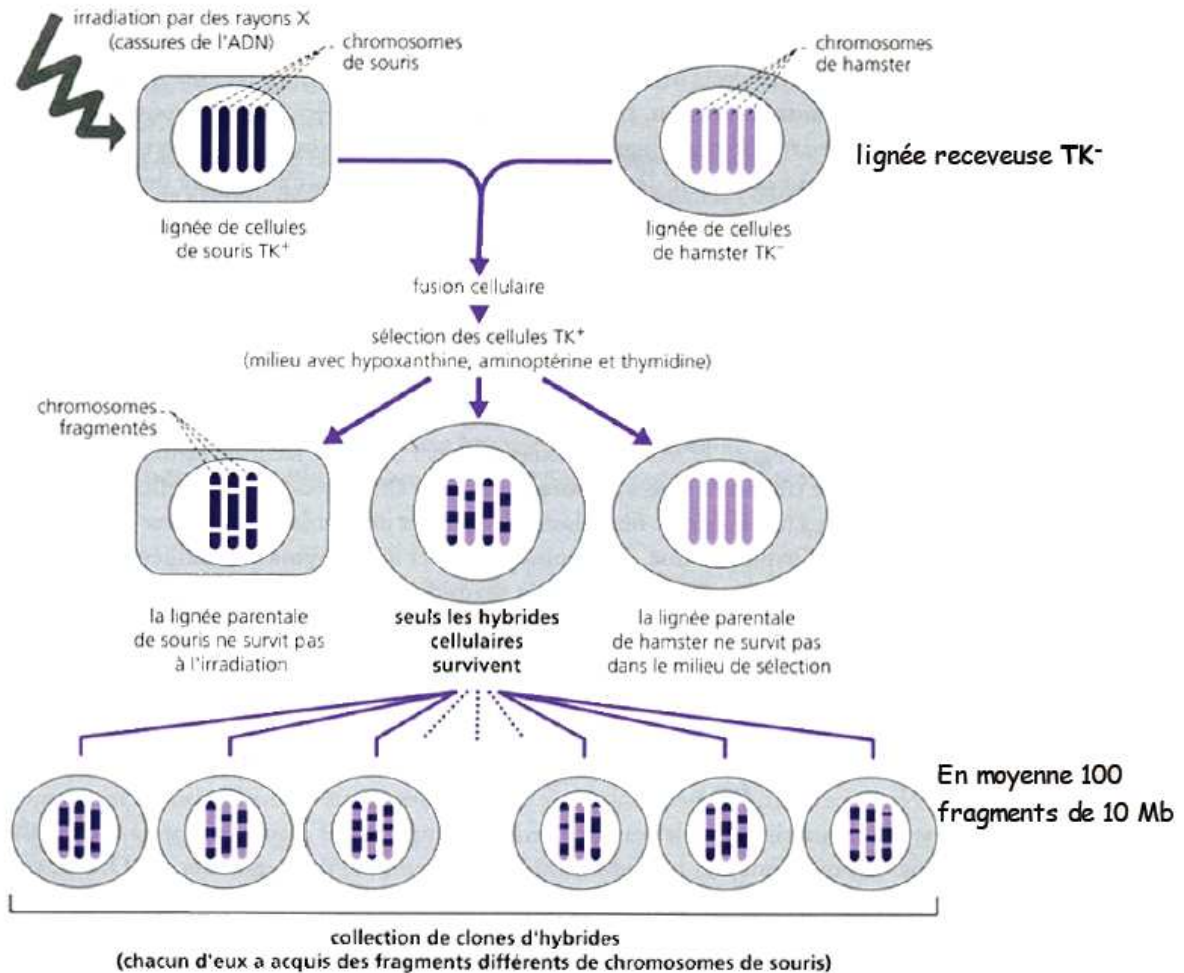 irradiation par des rayons X
(cassures de l'ADN)
chromosomes
de souris
chromosomes
de hamster
lignée receveuse TK-
lignée de cellules
de souris TK+
lignée de cellules
de hamster TK-
fusion cellulaire
sélection des cellules TK+
(milieu avec hypoxanthine, aminoptérine et thymidine)
chromosomes
fragmentés
la lignée parentale
de souris ne survit pas
à l'irradiation
seuls les hybrides
cellulaires
survivent
la lignée parentale
de hamster ne survit pas
dans le milieu de sélection
En moyenne 100
fragments de 10 Mb
collection de clones d'hybrides
(chacun d'eux a acquis des fragments différents de chromosomes de souris)